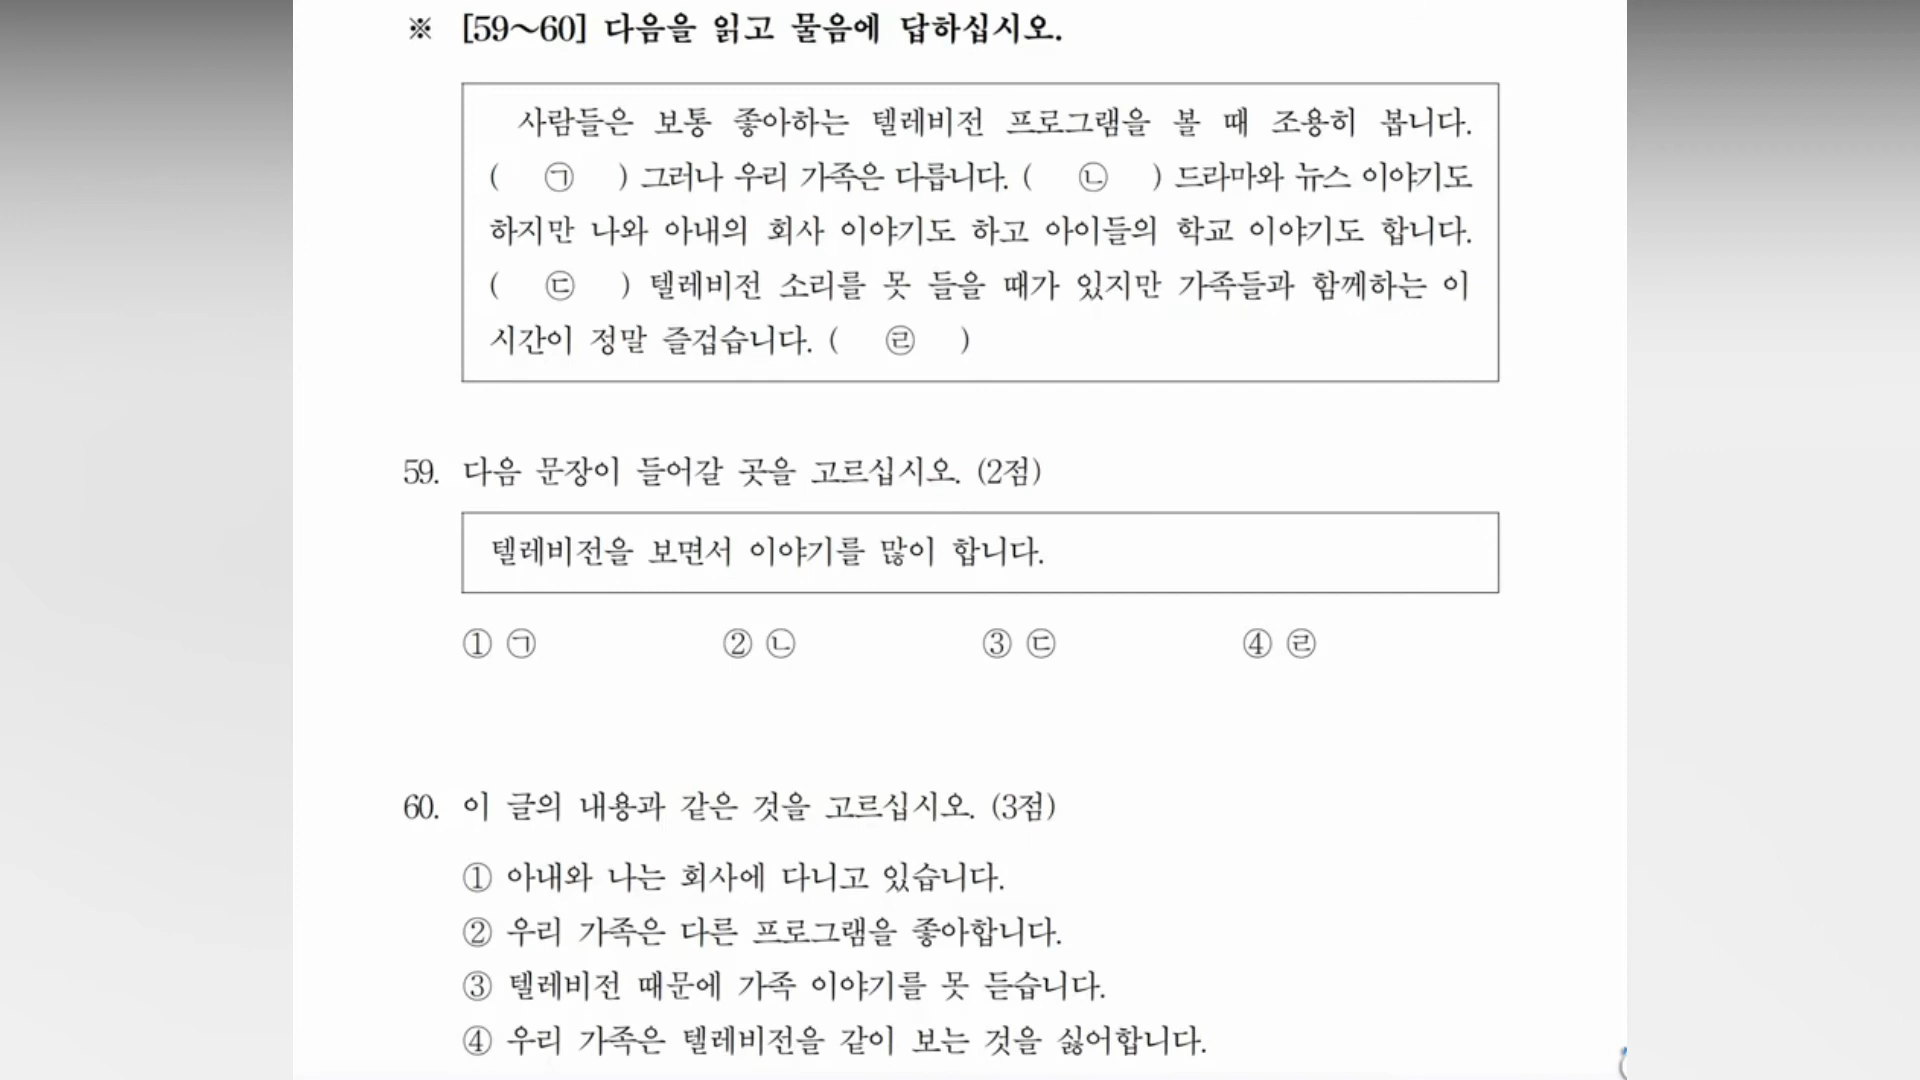 ※ [59～60] 다음을 읽고 물음에 답하십시오.
사람들은 보통 좋아하는 텔레비전 프로그램을 볼 때 조용히 봅니다.
( ㉠ ) 그러나 우리 가족은 다릅니다. ( ㉡ ) 드라마와 뉴스 이야기도
하지만 나와 아내의 회사 이야기도 하고 아이들의 학교 이야기도 합니다.
( ㉢ ) 텔레비전 소리를 못 들을 때가 있지만 가족들과 함께하는 이
시간이 정말 즐겁습니다. ( ㉣ )
59. 다음 문장이 들어갈 곳을 고르십시오. (2점)
텔레비전을 보면서 이야기를 많이 합니다.
① ㉠ ② ㉡ ③ ㉢ ④ ㉣
60. 이 글의 내용과 같은 것을 고르십시오. (3점)
① 아내와 나는 회사에 다니고 있습니다.
② 우리 가족은 다른 프로그램을 좋아합니다.
③ 텔레비전 때문에 가족 이야기를 못 듣습니다.
④ 우리 가족은 텔레비전을 같이 보는 것을 싫어합니다.